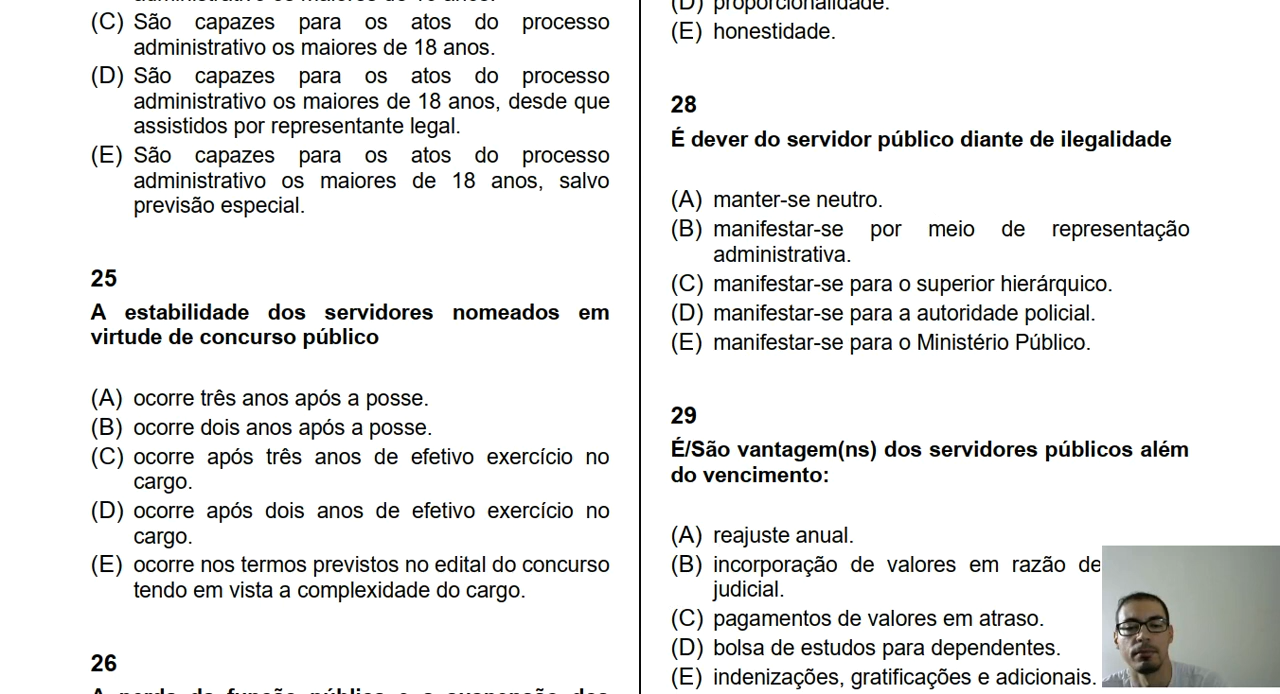 (C) São capazes para os atos do processo
administrativo os maiores de 18 anos.
(D) São capazes para os atos do processo
administrativo os maiores de 18 anos, desde que
assistidos por representante legal.
(E) São capazes para os atos do processo
administrativo os maiores de 18 anos, salvo
previsão especial.
25
A estabilidade dos servidores nomeados em
virtude de concurso público
(A) ocorre três anos após a posse.
(B) ocorre dois anos após a posse.
(C) ocorre após três anos de efetivo exercício no
cargo.
(D) ocorre após dois anos de efetivo exercício no
cargo.
(E) ocorre nos termos previstos no edital do concurso
tendo em vista a complexidade do cargo.
26
(D) proporcionalidade.
(E) honestidade.
28
É dever do servidor público diante de ilegalidade
(A) manter-se neutro.
(B) manifestar-se por meio de representação
administrativa.
(C) manifestar-se para o superior hierárquico.
(D) manifestar-se para a autoridade policial.
(E) manifestar-se para o Ministério Público.
29
É/São vantagem(ns) dos servidores públicos além
do vencimento:
(A) reajuste anual.
(B) incorporação de valores em razão de
judicial.
(C) pagamentos de valores em atraso.
(D) bolsa de estudos para dependentes.
(E) indenizações, gratificações e adicionais.